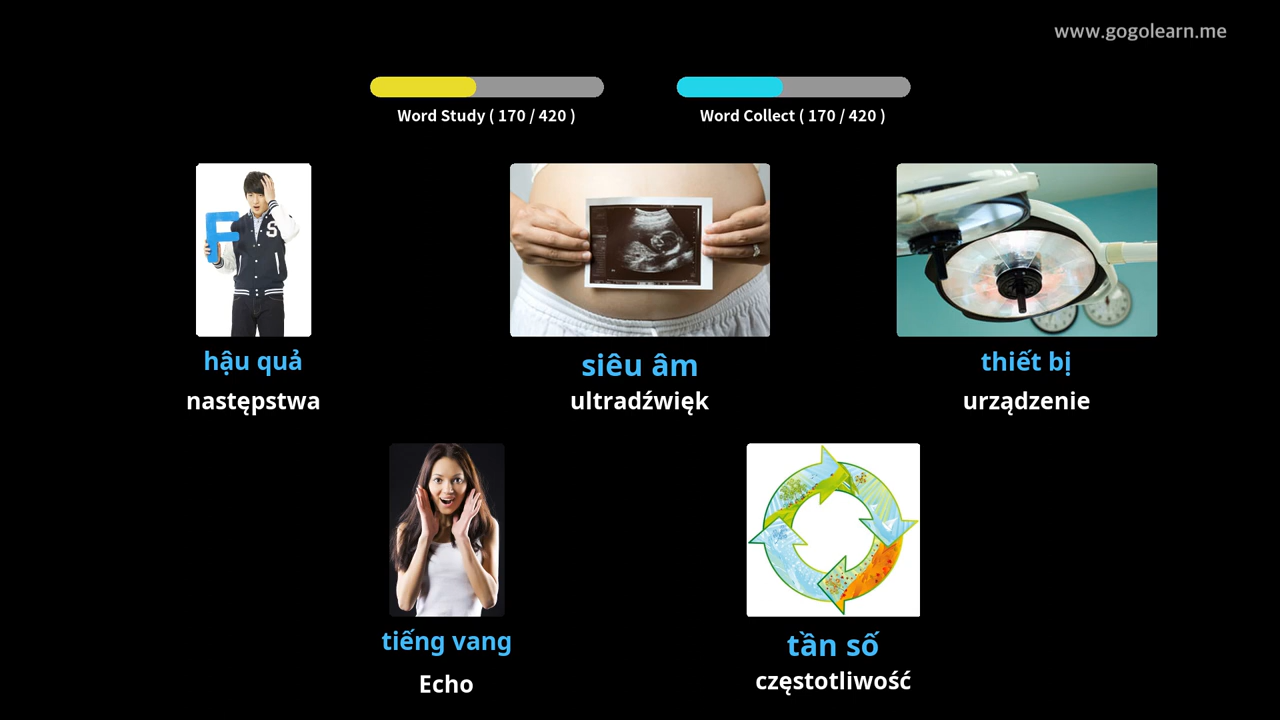 www.gogolearn.me
Word Study ( 170 / 420 )
Word Collect ( 170 / 420 )
F
S
hậu quả
następstwa
siêu âm
ultradźwięk
thiết bị
urządzenie
tiếng vang
Echo
tần số
częstotliwość